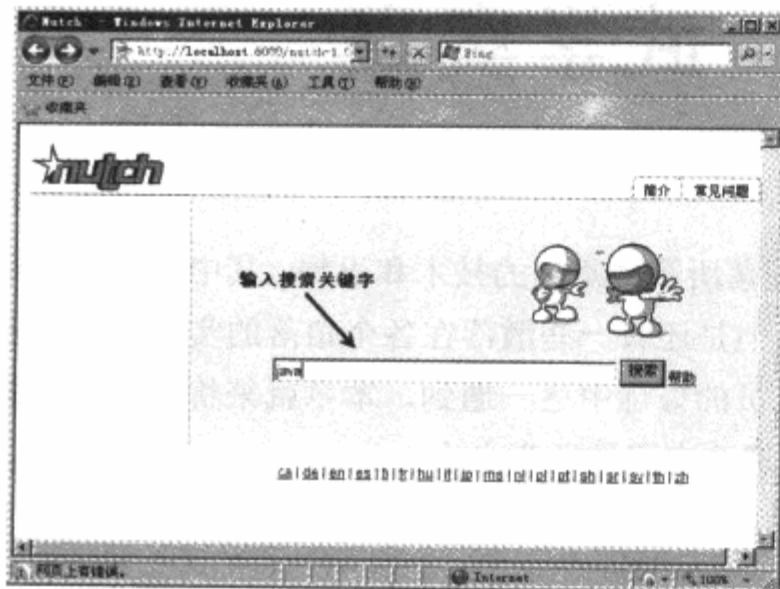 Nutch - Windows Internet Explorer
http://localhost:8080/nutch-1.
Bing
文件(F) 编辑(E) 查看(V) 收藏夹(A) 工具(T) 帮助(H)
收藏夹
nutch
简介 常见问题
输入搜索关键字
java
搜索 帮助
ca | de | en | es | fi | fr | hu | it | jp | ms | nl | pl | pt | sh | sr | sv | th | zh
网页上有错误。 Internet 100%